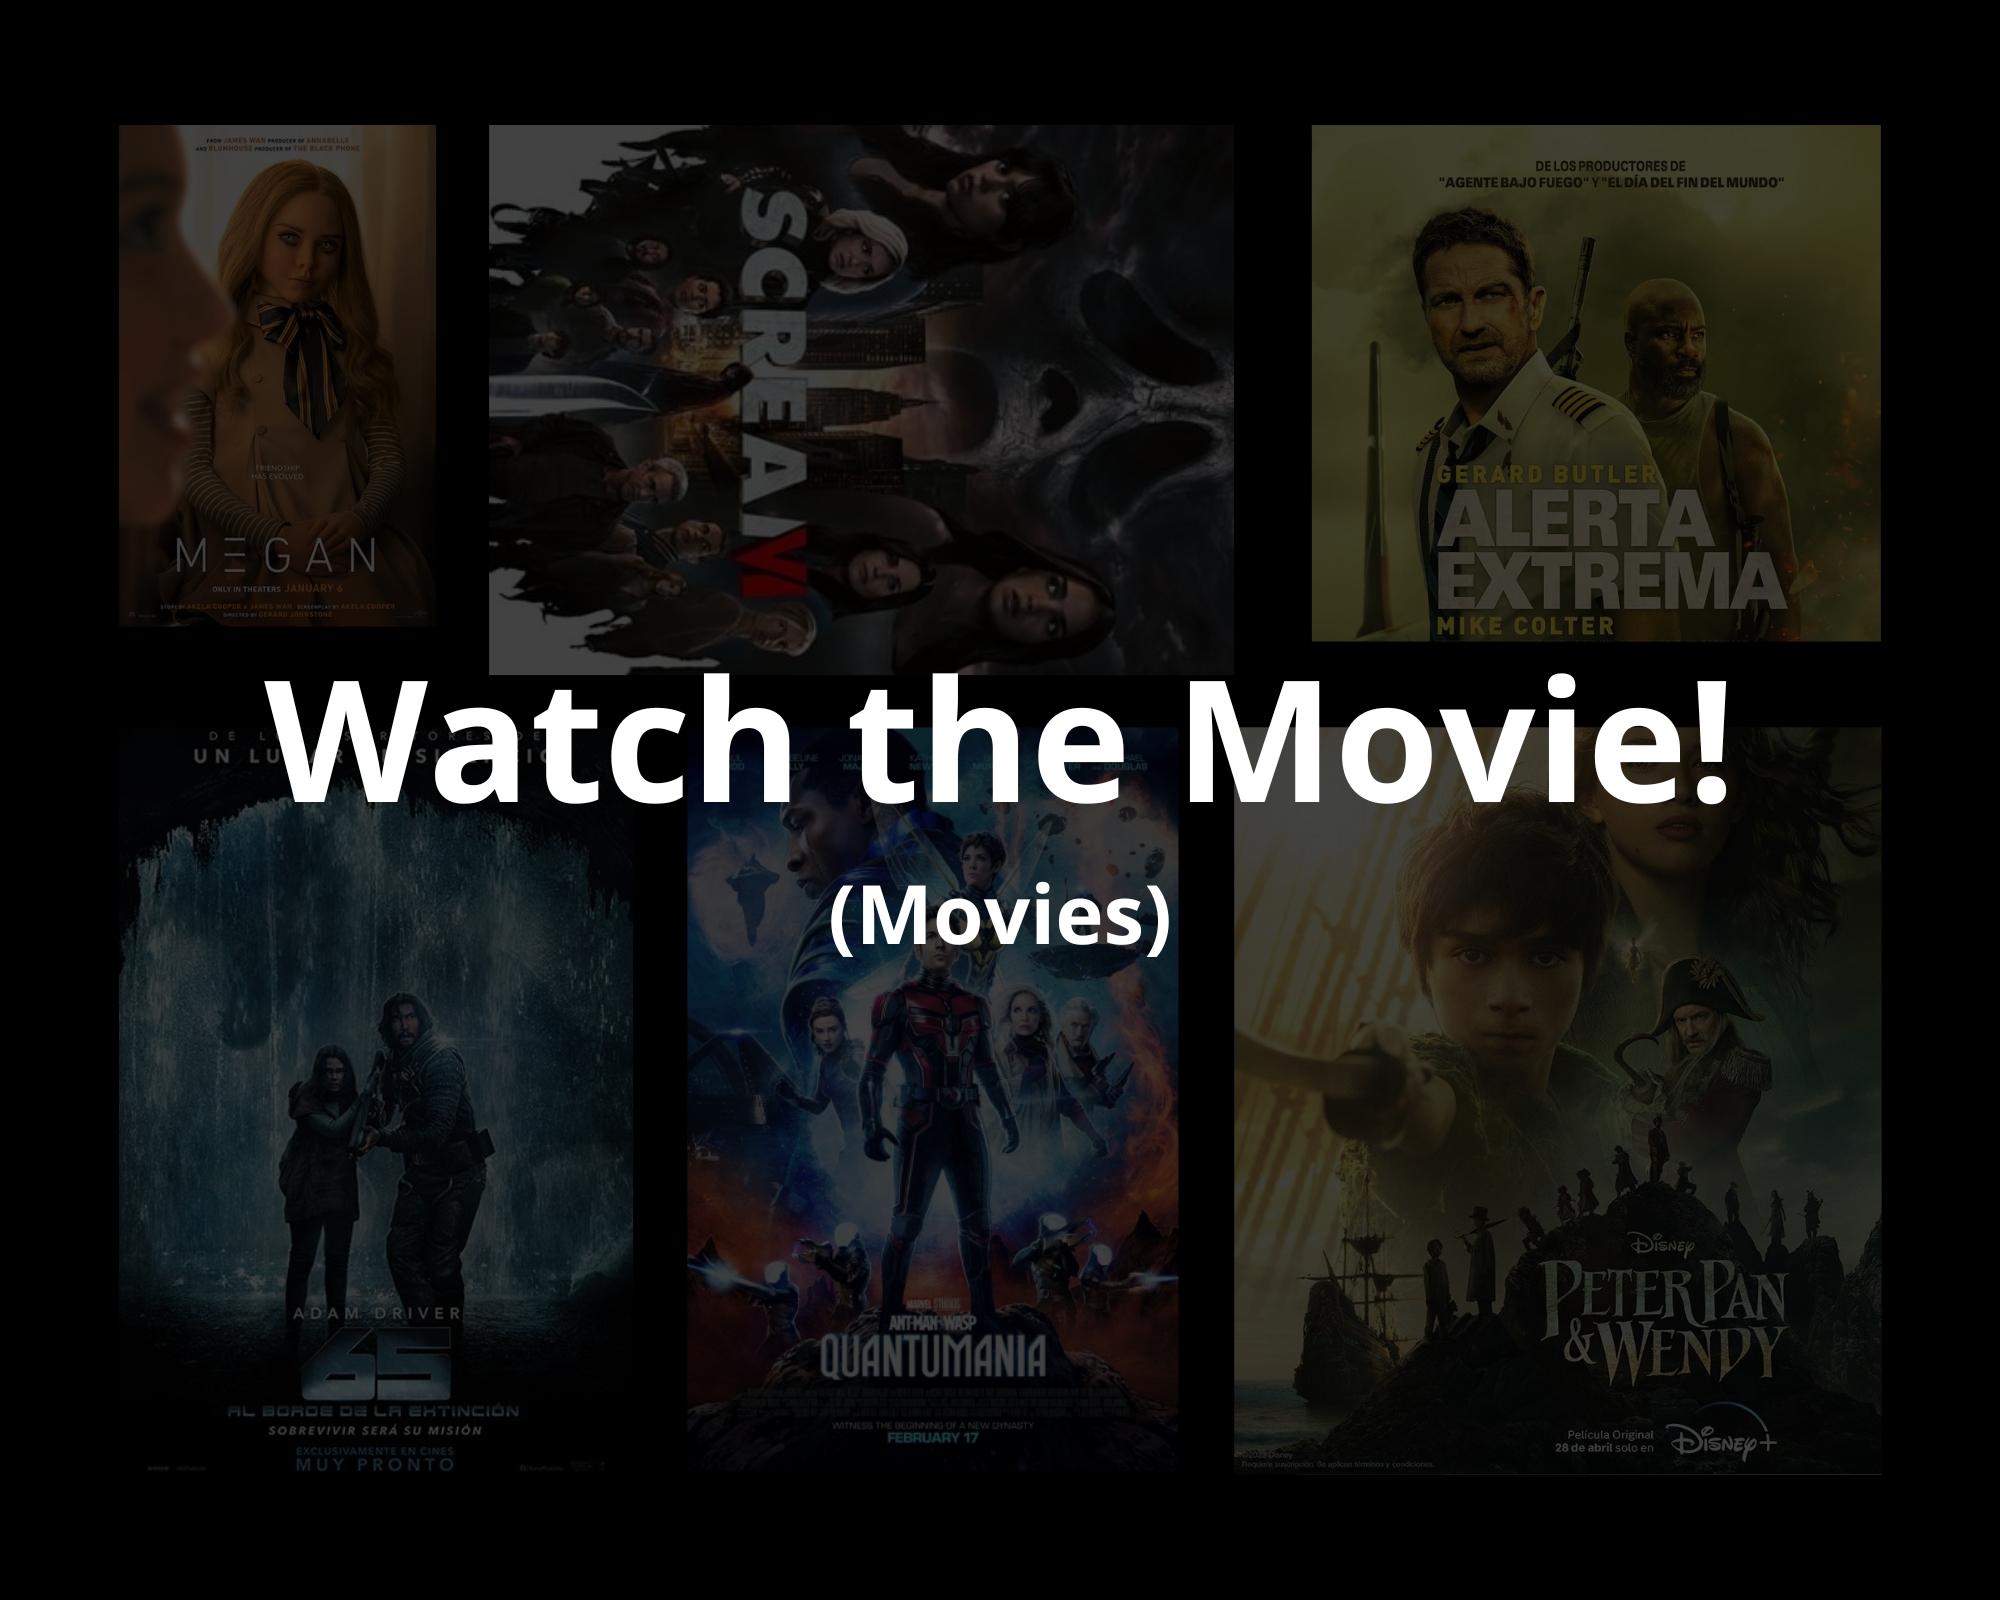 FROM JAMES WAN PRODUCER OF ANNABELLE
AND BLUMHOUSE PRODUCER OF THE BLACK PHONE
FRIENDSHIP
HAS EVOLVED
M3GAN
ONLY IN THEATERS JANUARY 6
STORY BY AKELA COOPER & JAMES WAN SCREENPLAY BY AKELA COOPER
DIRECTED BY GERARD JOHNSTONE
SCREAM VI
DE LOS PRODUCTORES DE
"AGENTE BAJO FUEGO" Y "EL DÍA DEL FIN DEL MUNDO"
GERARD BUTLER
ALERTA
EXTREMA
MIKE COLTER
Watch the Movie!
(Movies)
UN LU
ADAM DRIVER
65
AL BORDE DE LA EXTINCIÓN
SOBREVIVIR SERÁ SU MISIÓN
EXCLUSIVAMENTE EN CINES
MUY PRONTO
DOUGLAS
MARVEL STUDIOS
ANT-MAN AND THE WASP
QUANTUMANIA
WITNESS THE BEGINNING OF A NEW DYNASTY
FEBRUARY 17
DISNEY
PETER PAN
& WENDY
Película Original
28 de abril solo en
Disney+
©2023 Disney
Requiere suscripción. Se aplican términos y condiciones.